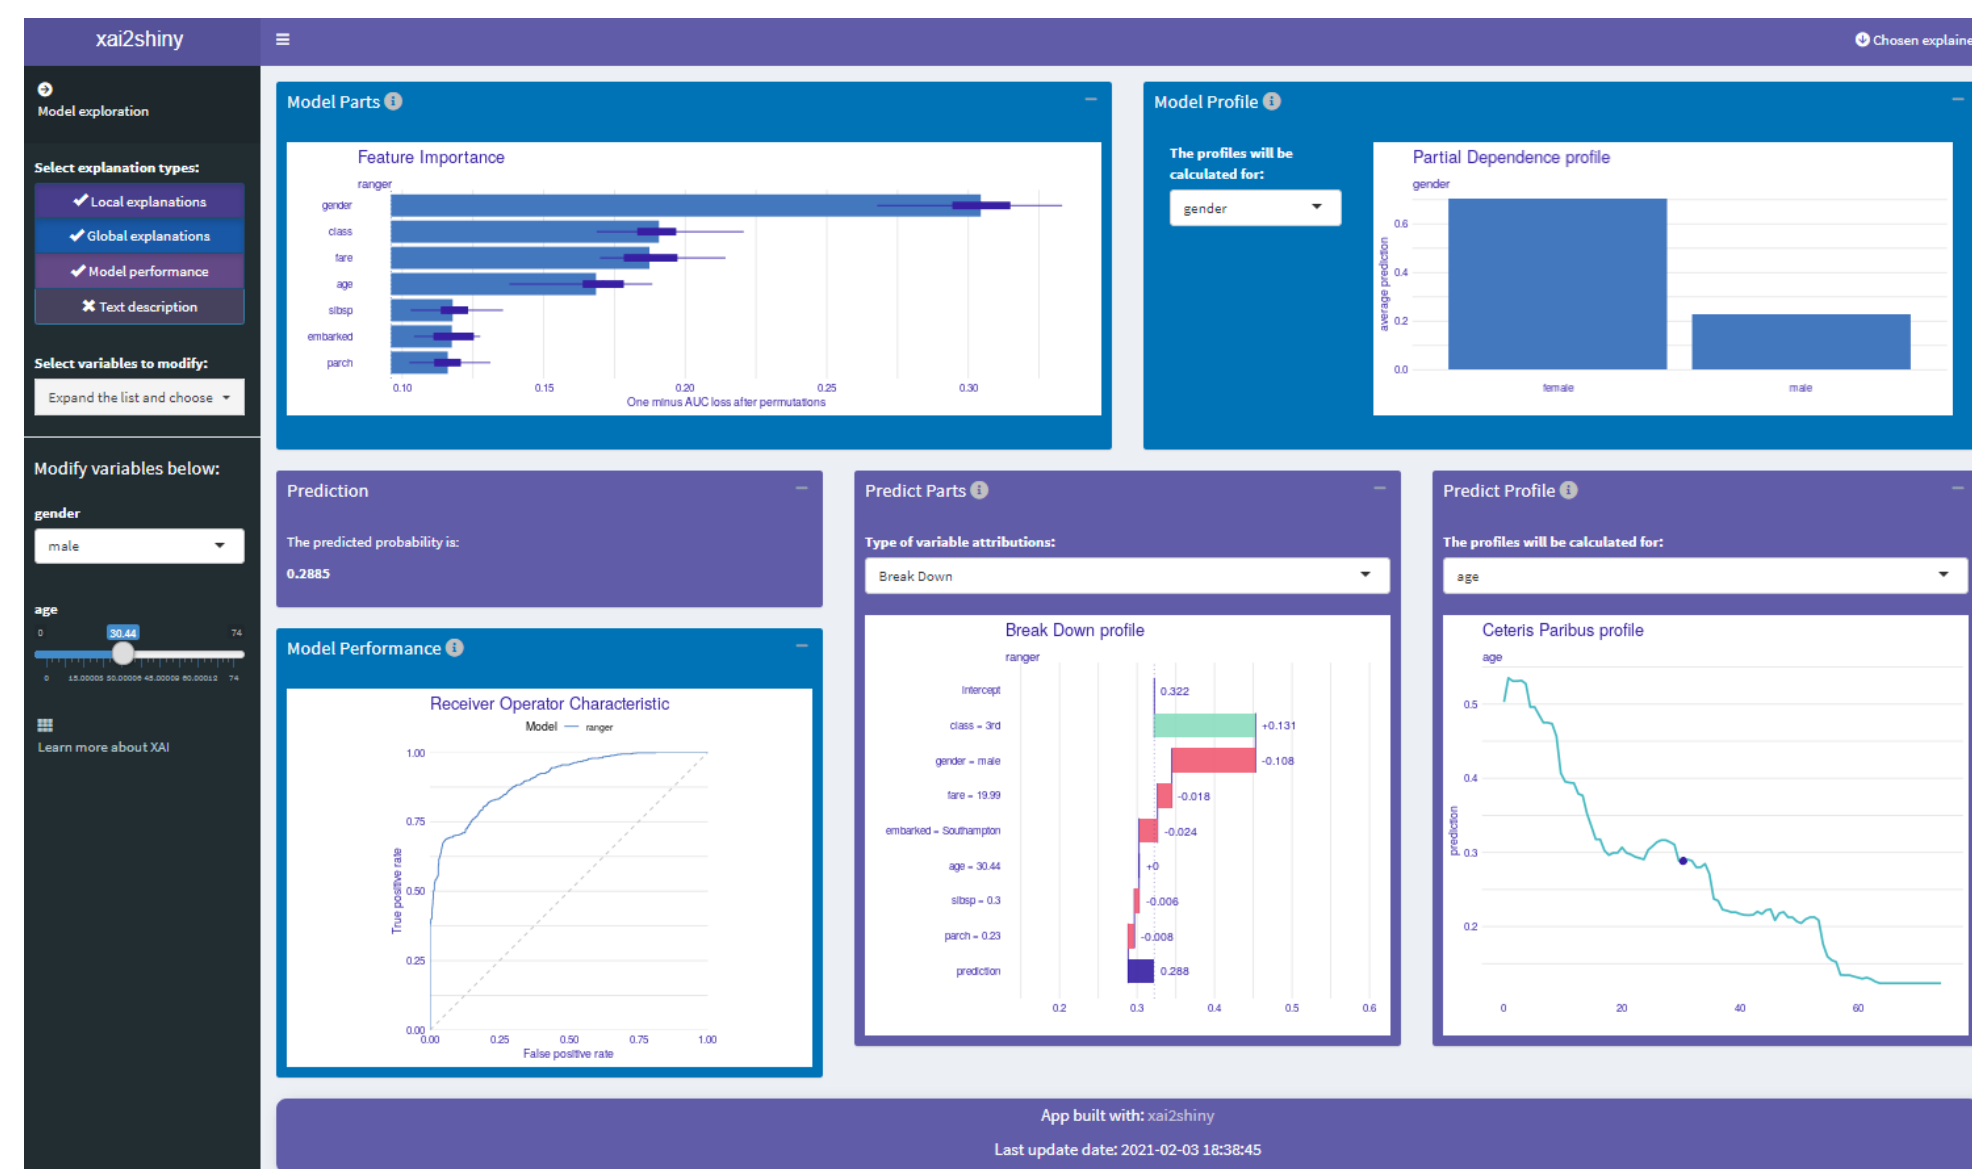 xai2shiny
Chosen explaine
Model exploration
Select explanation types:
Local explanations
Global explanations
Model performance
Text description
Select variables to modify:
Expand the list and choose
Modify variables below:
gender
male
age
0 30.44 74
0 15.00005 30.00006 45.00009 60.00012 74
Learn more about XAI
Model Parts
Feature Importance
ranger
gender
class
fare
age
sibsp
embarked
parch
0.10 0.15 0.20 0.25 0.30
One minus AUC loss after permutations
Model Profile
The profiles will be
calculated for:
gender
Partial Dependence profile
gender
average prediction
0.6
0.4
0.2
0.0
female male
Prediction
The predicted probability is:
0.2885
Model Performance
Receiver Operator Characteristic
Model ranger
True positive rate
1.00
0.75
0.50
0.25
0.00
0.00 0.25 0.50 0.75 1.00
False positive rate
Predict Parts
Type of variable attributions:
Break Down
Break Down profile
ranger
intercept 0.322
class = 3rd +0.131
gender = male -0.108
fare = 19.99 -0.018
embarked = Southampton -0.024
age = 30.44 +0
sibsp = 0.3 -0.006
parch = 0.23 -0.008
prediction 0.288
0.2 0.3 0.4 0.5 0.6
Predict Profile
The profiles will be calculated for:
age
Ceteris Paribus profile
age
prediction
0.5
0.4
0.3
0.2
0 20 40 60
App built with: xai2shiny
Last update date: 2021-02-03 18:38:45